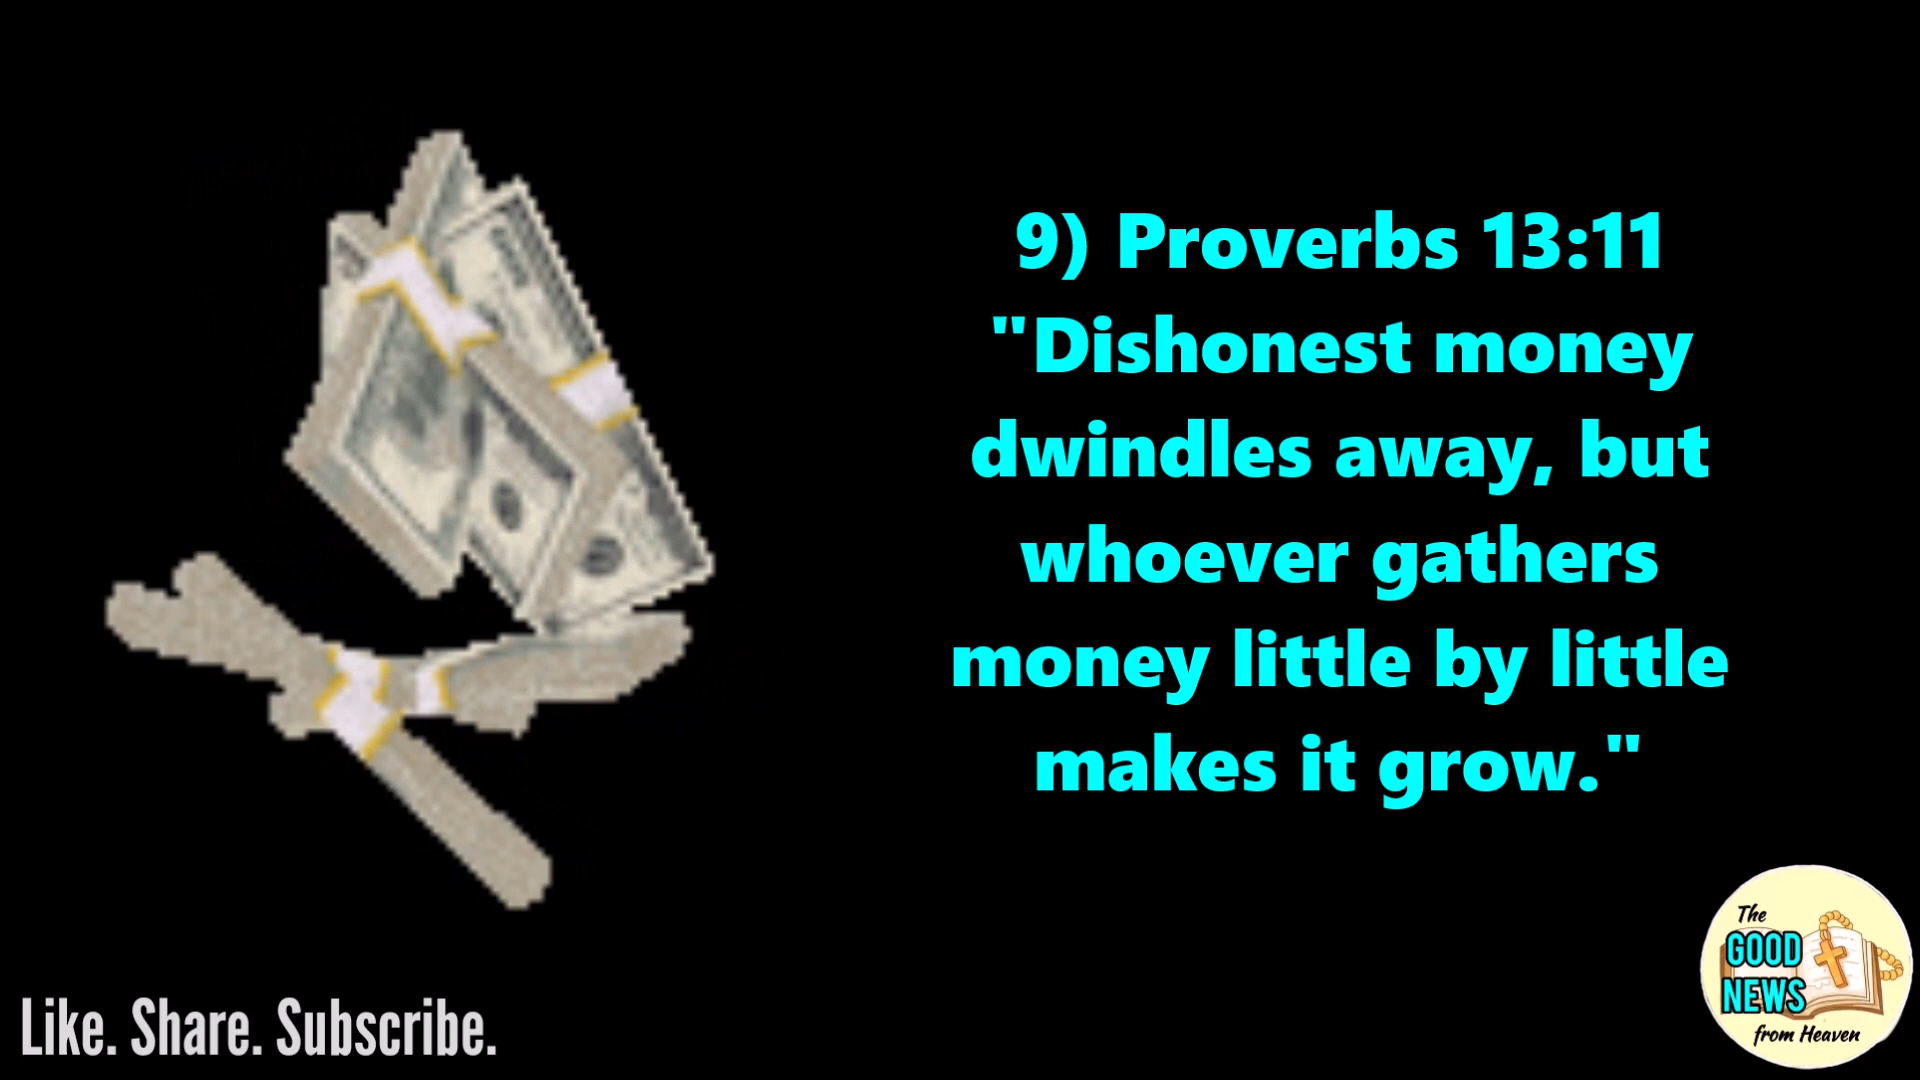 9) Proverbs 13:11
"Dishonest money
dwindles away, but
whoever gathers
money little by little
makes it grow."
Like. Share. Subscribe.
The
GOOD
NEWS
from Heaven